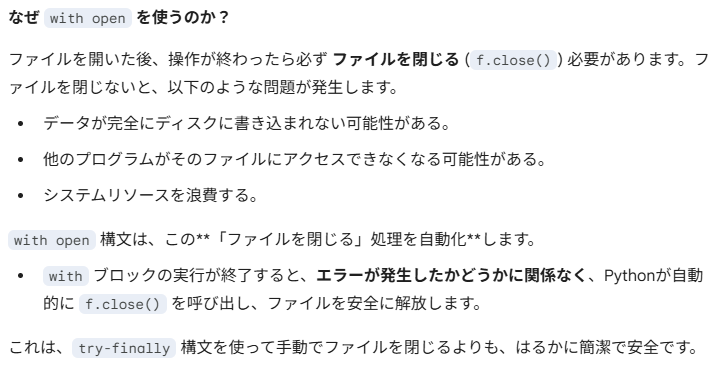 なぜ with open を使うのか？
ファイルを開いた後、操作が終わったら必ず ファイルを閉じる (f.close()) 必要があります。フ
ァイルを閉じないと、以下のような問題が発生します。
• データが完全にディスクに書き込まれない可能性がある。
• 他のプログラムがそのファイルにアクセスできなくなる可能性がある。
• システムリソースを浪費する。
with open 構文は、この**「ファイルを閉じる」処理を自動化**します。
• with ブロックの実行が終了すると、エラーが発生したかどうかに関係なく、Pythonが自動
的に f.close() を呼び出し、ファイルを安全に解放します。
これは、try-finally 構文を使って手動でファイルを閉じるよりも、はるかに簡潔で安全です。